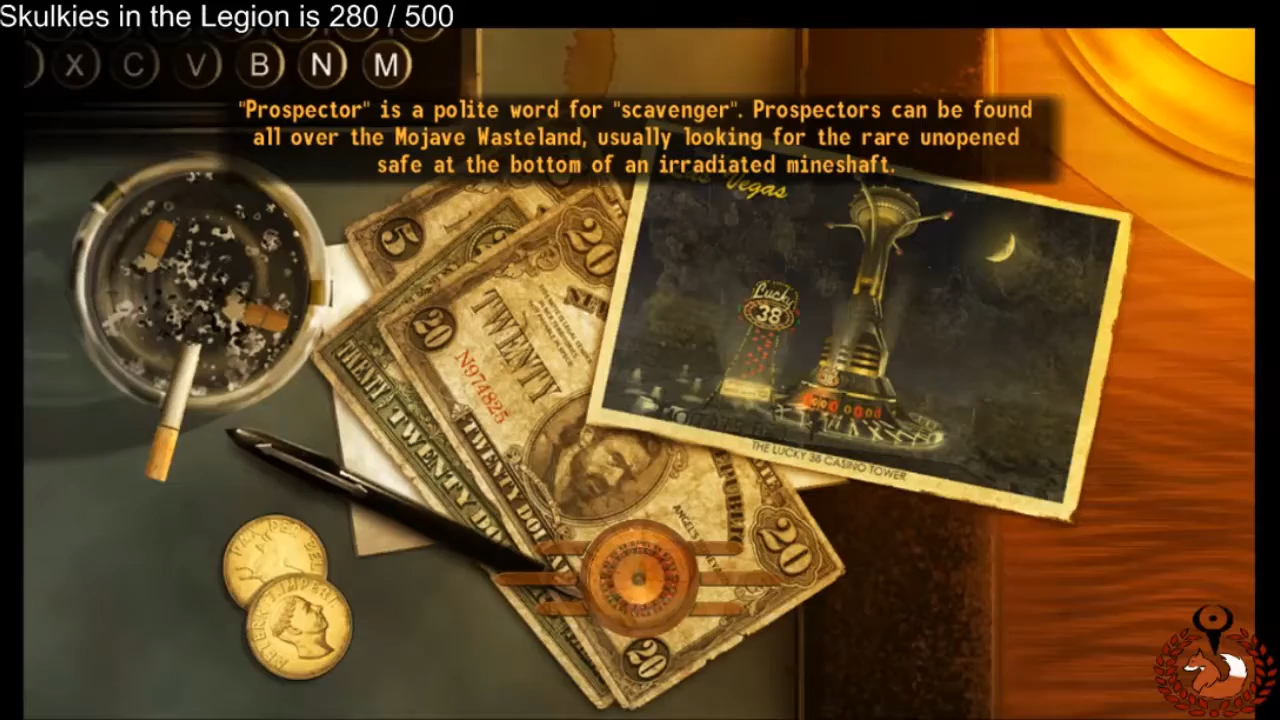 Skulkies in the Legion is 280 / 500
X C V B N M
"Prospector" is a polite word for "scavenger". Prospectors can be found
all over the Mojave Wasteland, usually looking for the rare unopened
safe at the bottom of an irradiated mineshaft.
Vegas
5
20
20
TWENTY
N974825
TWENTY DOLLAR
TWENTY
20
20
Lucky
38
THE LUCKY 38 CASINO TOWER